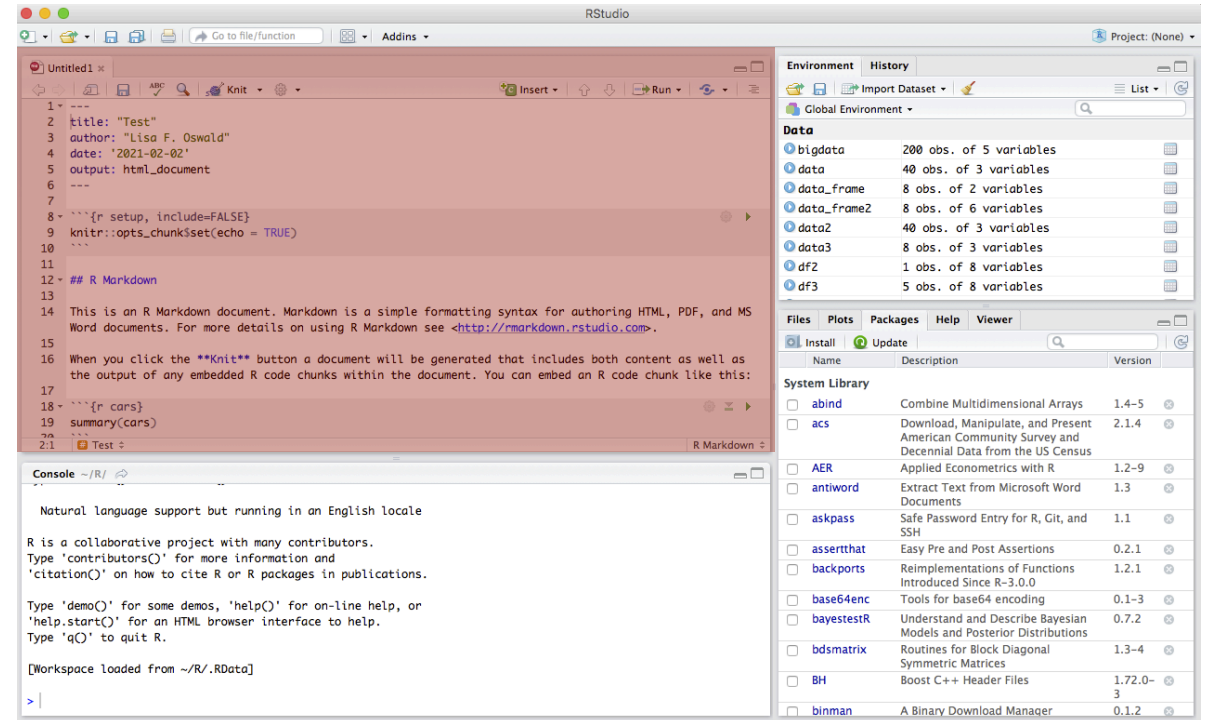 RStudio
Go to file/function
Addins
Project: (None)
Untitled1
ABC
Knit
Insert
Run
1 ---
2 title: "Test"
3 author: "Lisa F. Oswald"
4 date: '2021-02-02'
5 output: html_document
6 ---
7
8 ```{r setup, include=FALSE}
9 knitr::opts_chunk$set(echo = TRUE)
10 ```
11
12 ## R Markdown
13
14 This is an R Markdown document. Markdown is a simple formatting syntax for authoring HTML, PDF, and MS
Word documents. For more details on using R Markdown see <http://rmarkdown.rstudio.com>.
15
16 When you click the **Knit** button a document will be generated that includes both content as well as
the output of any embedded R code chunks within the document. You can embed an R code chunk like this:
17
18 ```{r cars}
19 summary(cars)
20 ```
2:1 # Test R Markdown
Console ~/R/
Natural language support but running in an English locale
R is a collaborative project with many contributors.
Type 'contributors()' for more information and
'citation()' on how to cite R or R packages in publications.
Type 'demo()' for some demos, 'help()' for on-line help, or
'help.start()' for an HTML browser interface to help.
Type 'q()' to quit R.
[Workspace loaded from ~/R/.RData]
>
Environment History
Import Dataset List
Global Environment
Data
bigdata 200 obs. of 5 variables
data 40 obs. of 3 variables
data_frame 8 obs. of 2 variables
data_frame2 8 obs. of 6 variables
data2 40 obs. of 3 variables
data3 8 obs. of 3 variables
df2 1 obs. of 8 variables
df3 5 obs. of 8 variables
Files Plots Packages Help Viewer
Install Update
Name Description Version
System Library
abind Combine Multidimensional Arrays 1.4-5
acs Download, Manipulate, and Present 2.1.4
American Community Survey and
Decennial Data from the US Census
AER Applied Econometrics with R 1.2-9
antiword Extract Text from Microsoft Word 1.3
Documents
askpass Safe Password Entry for R, Git, and 1.1
SSH
assertthat Easy Pre and Post Assertions 0.2.1
backports Reimplementations of Functions 1.2.1
Introduced Since R-3.0.0
base64enc Tools for base64 encoding 0.1-3
bayestestR Understand and Describe Bayesian 0.7.2
Models and Posterior Distributions
bdsmatrix Routines for Block Diagonal 1.3-4
Symmetric Matrices
BH Boost C++ Header Files 1.72.0-
3
binman A Binary Download Manager 0.1.2